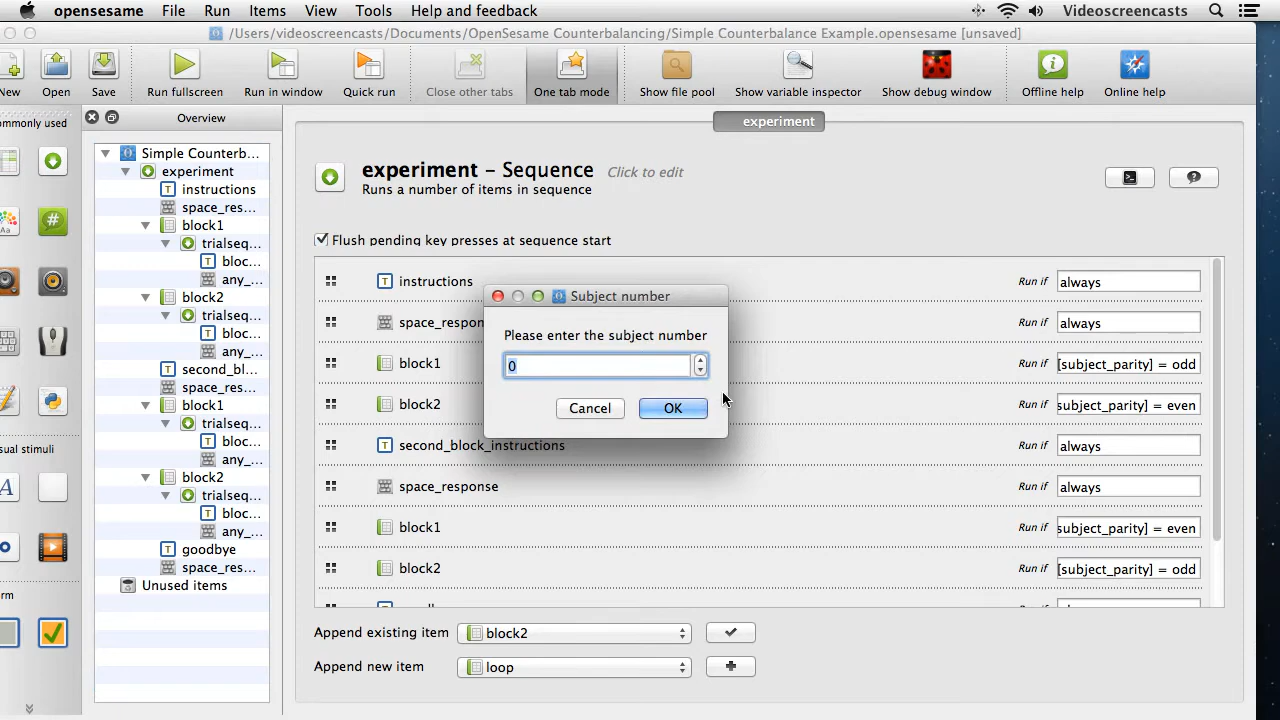 opensesame File Run Items View Tools Help and feedback Videoscreencasts
/Users/videoscreencasts/Documents/OpenSesame Counterbalancing/Simple Counterbalance Example.opensesame [unsaved]
New Open Save Run fullscreen Run in window Quick run Close other tabs One tab mode Show file pool Show variable inspector Show debug window Offline help Online help
ommonly used
Aa
#
A
sual stimuli
orm
Overview
Simple Counterb...
experiment
T instructions
space_res...
block1
trialseq...
T bloc...
any_...
block2
trialseq...
T bloc...
any_...
T second_bl...
space_res...
block1
trialseq...
T bloc...
any_...
block2
trialseq...
T bloc...
any_...
T goodbye
space_res...
Unused items
experiment
experiment – Sequence Click to edit
Runs a number of items in sequence
Flush pending key presses at sequence start
T instructions Run if always
space_respon Run if always
block1 Run if [subject_parity] = odd
block2 Run if subject_parity] = even
T second_block_instructions Run if always
space_response Run if always
block1 Run if subject_parity] = even
block2 Run if [subject_parity] = odd
Append existing item block2
Append new item loop
Subject number
Please enter the subject number
0
Cancel OK